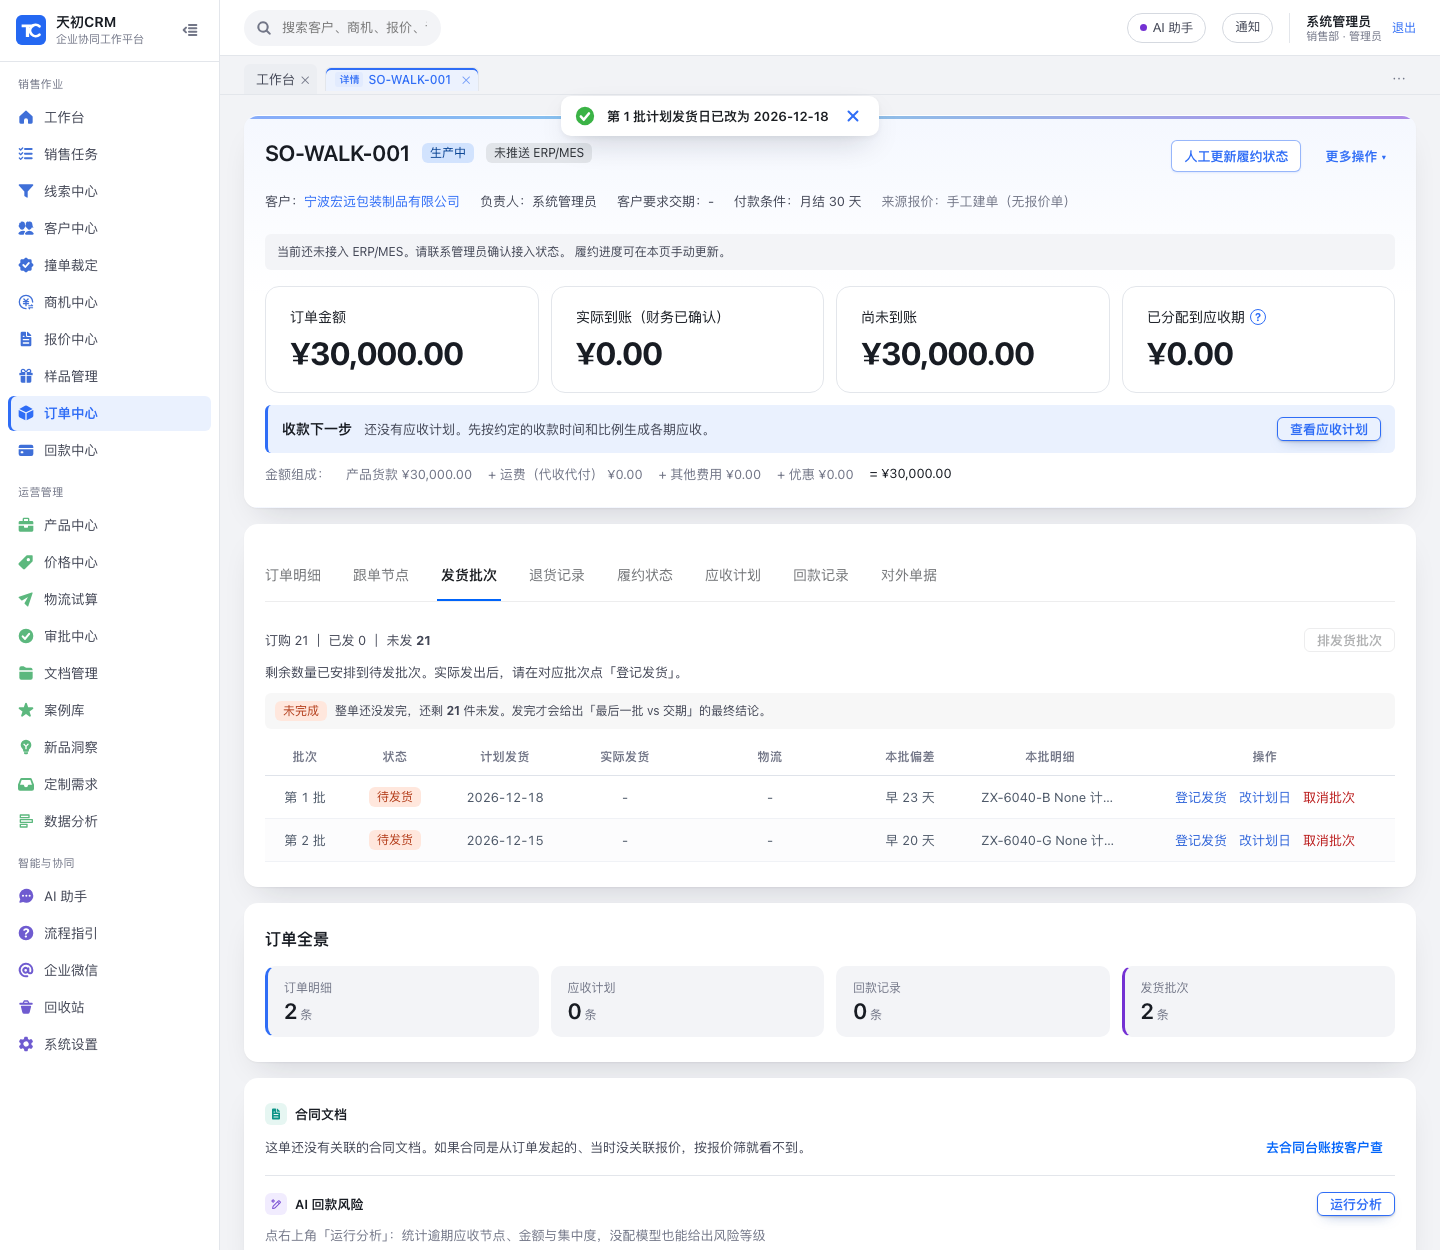 天初CRM
企业协同工作平台
搜索客户、商机、报价、
AI 助手
通知
系统管理员
销售部 · 管理员
退出
销售作业
工作台
销售任务
线索中心
客户中心
撞单裁定
商机中心
报价中心
样品管理
订单中心
回款中心
运营管理
产品中心
价格中心
物流试算
审批中心
文档管理
案例库
新品洞察
定制需求
数据分析
智能与协同
AI 助手
流程指引
企业微信
回收站
系统设置
工作台
详情 SO-WALK-001
第 1 批计划发货日已改为 2026-12-18
SO-WALK-001 生产中 未推送 ERP/MES
人工更新履约状态 更多操作
客户：宁波宏远包装制品有限公司 负责人：系统管理员 客户要求交期：- 付款条件：月结 30 天 来源报价：手工建单（无报价单）
当前还未接入 ERP/MES。请联系管理员确认接入状态。 履约进度可在本页手动更新。
订单金额
¥30,000.00
实际到账（财务已确认）
¥0.00
尚未到账
¥30,000.00
已分配到应收期 ?
¥0.00
收款下一步 还没有应收计划。先按约定的收款时间和比例生成各期应收。 查看应收计划
金额组成： 产品货款 ¥30,000.00 + 运费（代收代付） ¥0.00 + 其他费用 ¥0.00 + 优惠 ¥0.00 = ¥30,000.00
订单明细 跟单节点 发货批次 退货记录 履约状态 应收计划 回款记录 对外单据
订购 21 | 已发 0 | 未发 21 排发货批次
剩余数量已安排到待发批次。实际发出后，请在对应批次点「登记发货」。
未完成 整单还没发完，还剩 21 件未发。发完才会给出「最后一批 vs 交期」的最终结论。
批次 状态 计划发货 实际发货 物流 本批偏差 本批明细 操作
第 1 批 待发货 2026-12-18 - - 早 23 天 ZX-6040-B None 计... 登记发货 改计划日 取消批次
第 2 批 待发货 2026-12-15 - - 早 20 天 ZX-6040-G None 计... 登记发货 改计划日 取消批次
订单全景
订单明细
2 条
应收计划
0 条
回款记录
0 条
发货批次
2 条
合同文档
这单还没有关联的合同文档。如果合同是从订单发起的、当时没关联报价，按报价筛就看不到。 去合同台账按客户查
AI 回款风险 运行分析
点右上角「运行分析」：统计逾期应收节点、金额与集中度，没配模型也能给出风险等级